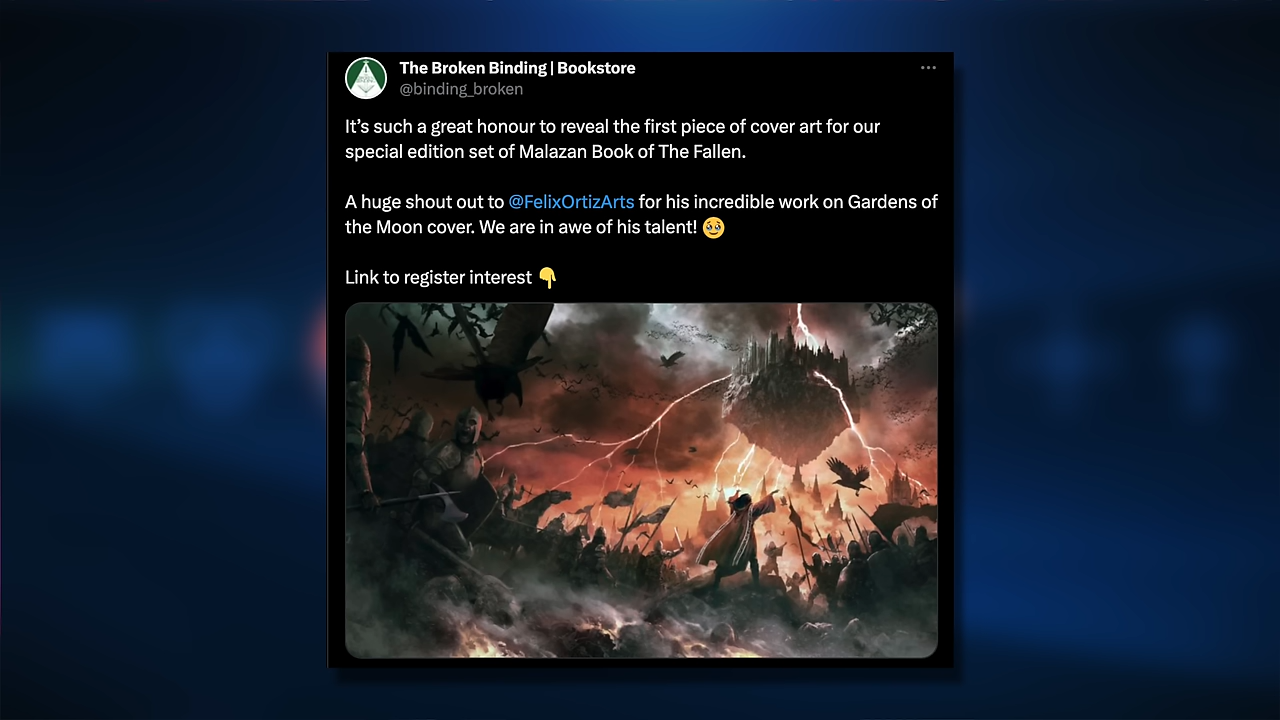 The Broken Binding | Bookstore
@binding_broken
It’s such a great honour to reveal the first piece of cover art for our
special edition set of Malazan Book of The Fallen.
A huge shout out to @FelixOrtizArts for his incredible work on Gardens of
the Moon cover. We are in awe of his talent! 🥹
Link to register interest 👇